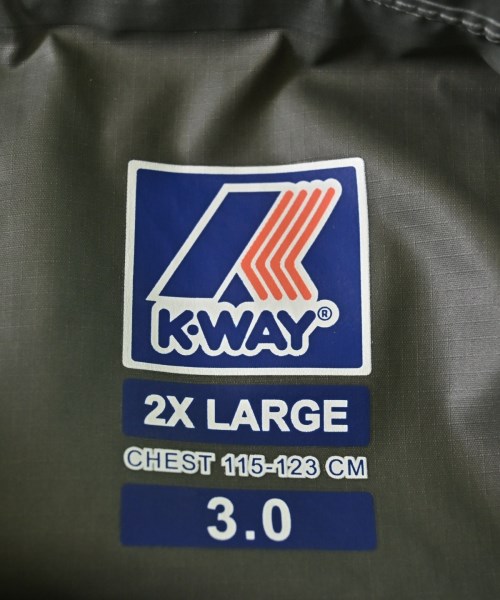 K·WAY®
2X LARGE
CHEST 115-123 CM
3.0